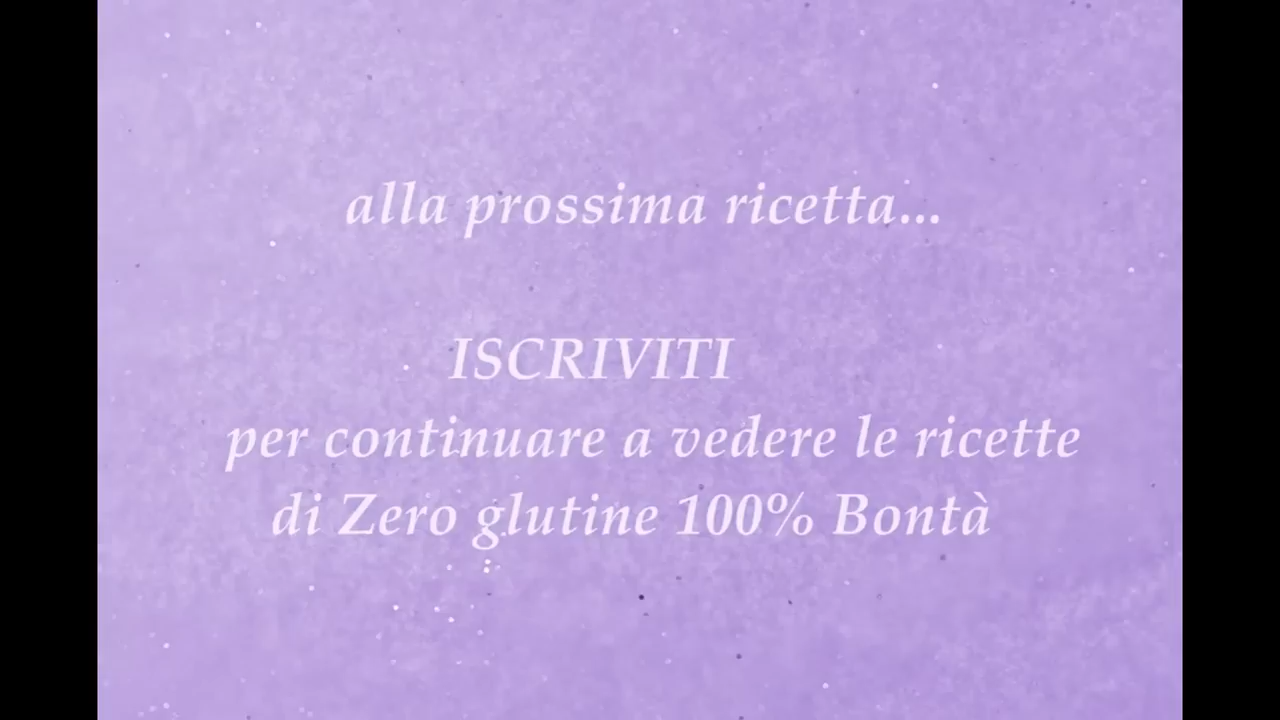 alla prossima ricetta...
ISCRIVITI
per continuare a vedere le ricette
di Zero glutine 100% Bontà